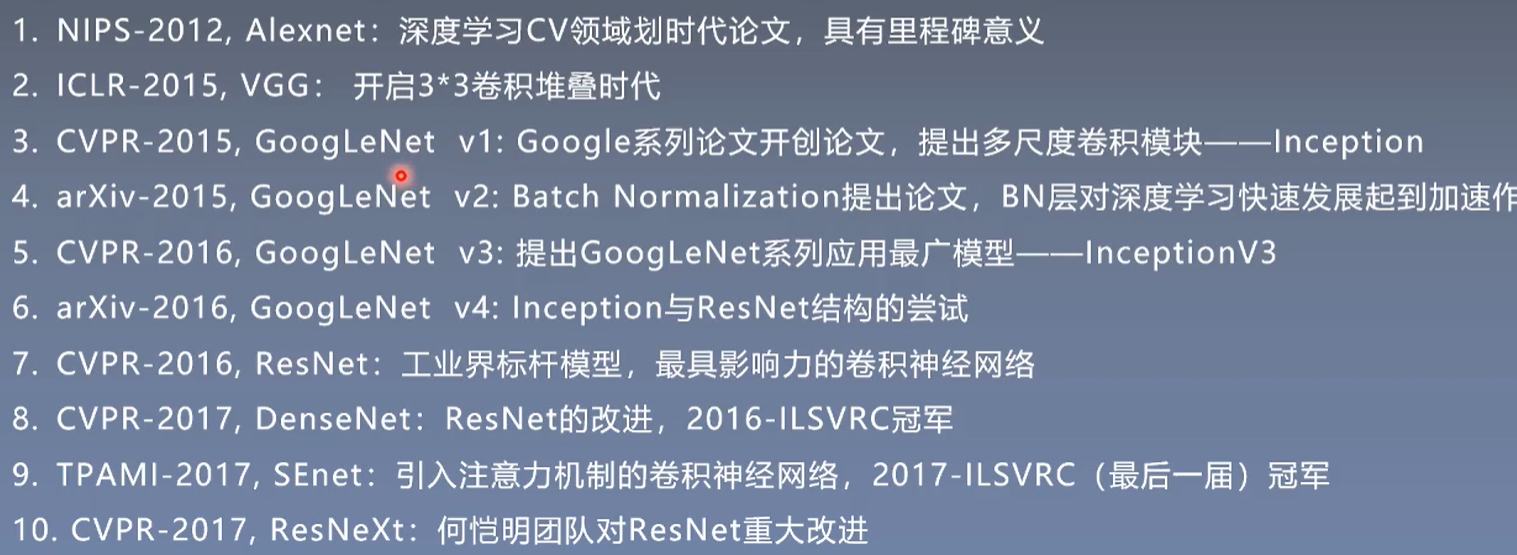 1. NIPS-2012, Alexnet：深度学习CV领域划时代论文，具有里程碑意义
2. ICLR-2015, VGG： 开启3*3卷积堆叠时代
3. CVPR-2015, GoogLeNet v1: Google系列论文开创论文，提出多尺度卷积模块——Inception
4. arXiv-2015, GoogLeNet v2: Batch Normalization提出论文，BN层对深度学习快速发展起到加速作
5. CVPR-2016, GoogLeNet v3: 提出GoogLeNet系列应用最广模型——InceptionV3
6. arXiv-2016, GoogLeNet v4: Inception与ResNet结构的尝试
7. CVPR-2016, ResNet：工业界标杆模型，最具影响力的卷积神经网络
8. CVPR-2017, DenseNet：ResNet的改进，2016-ILSVRC冠军
9. TPAMI-2017, SEnet：引入注意力机制的卷积神经网络，2017-ILSVRC（最后一届）冠军
10. CVPR-2017, ResNeXt：何恺明团队对ResNet重大改进